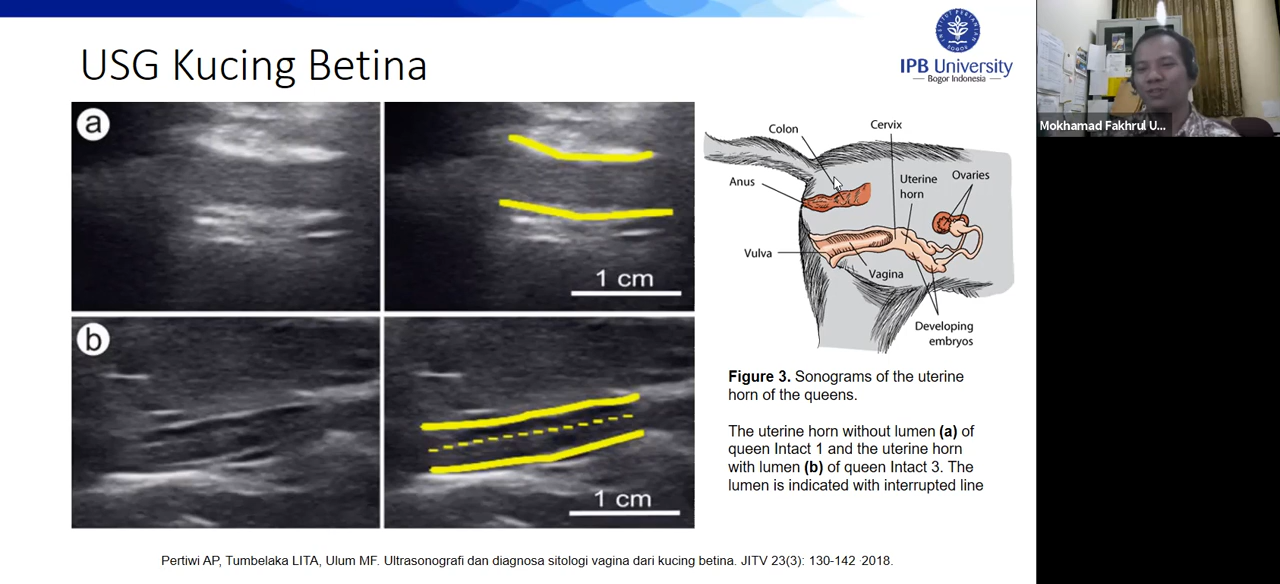 USG Kucing Betina
IPB University
Bogor Indonesia
a
1 cm
b
1 cm
Colon
Cervix
Anus
Uterine
horn
Ovaries
Vulva
Vagina
Developing
embryos
Figure 3. Sonograms of the uterine
horn of the queens.
The uterine horn without lumen (a) of
queen Intact 1 and the uterine horn
with lumen (b) of queen Intact 3. The
lumen is indicated with interrupted line
Pertiwi AP, Tumbelaka LITA, Ulum MF. Ultrasonografi dan diagnosa sitologi vagina dari kucing betina. JITV 23(3): 130-142 2018.
Mokhamad Fakhrul U...